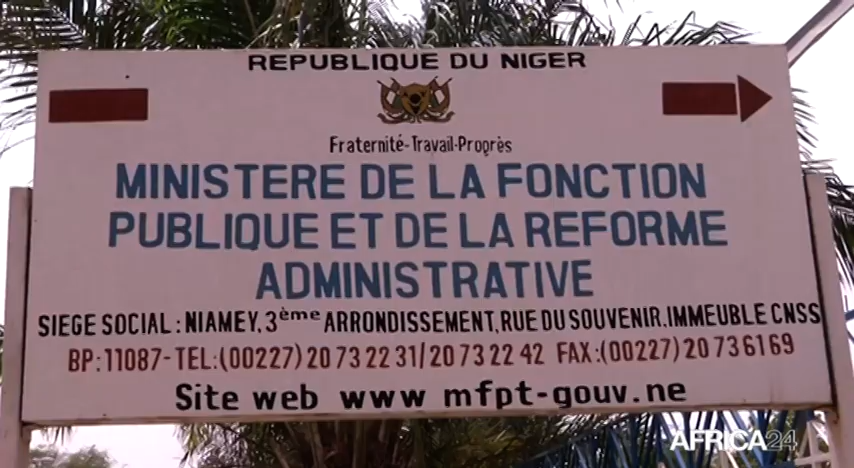 REPUBLIQUE DU NIGER
Fraternité-Travail-Progrès
MINISTERE DE LA FONCTION
PUBLIQUE ET DE LA REFORME
ADMINISTRATIVE
SIEGE SOCIAL : NIAMEY, 3ème ARRONDISSEMENT, RUE DU SOUVENIR. IMMEUBLE CNSS
BP: 11087- TEL: (00227) 20 73 22 31/ 20 73 22 42 FAX: (00227) 20 73 61 69
Site web www mfpt-gouv.ne
AFRICA24